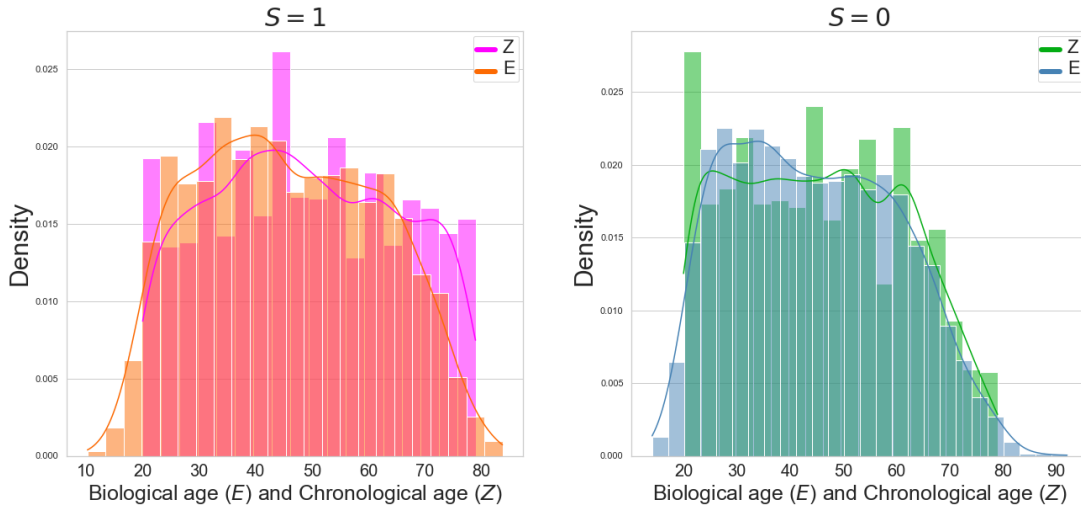 S = 1
Z
E
0.025
0.020
0.015
0.010
0.005
0.000
Density
10 20 30 40 50 60 70 80
Biological age (E) and Chronological age (Z)
S = 0
Z
E
0.025
0.020
0.015
0.010
0.005
0.000
Density
20 30 40 50 60 70 80 90
Biological age (E) and Chronological age (Z)